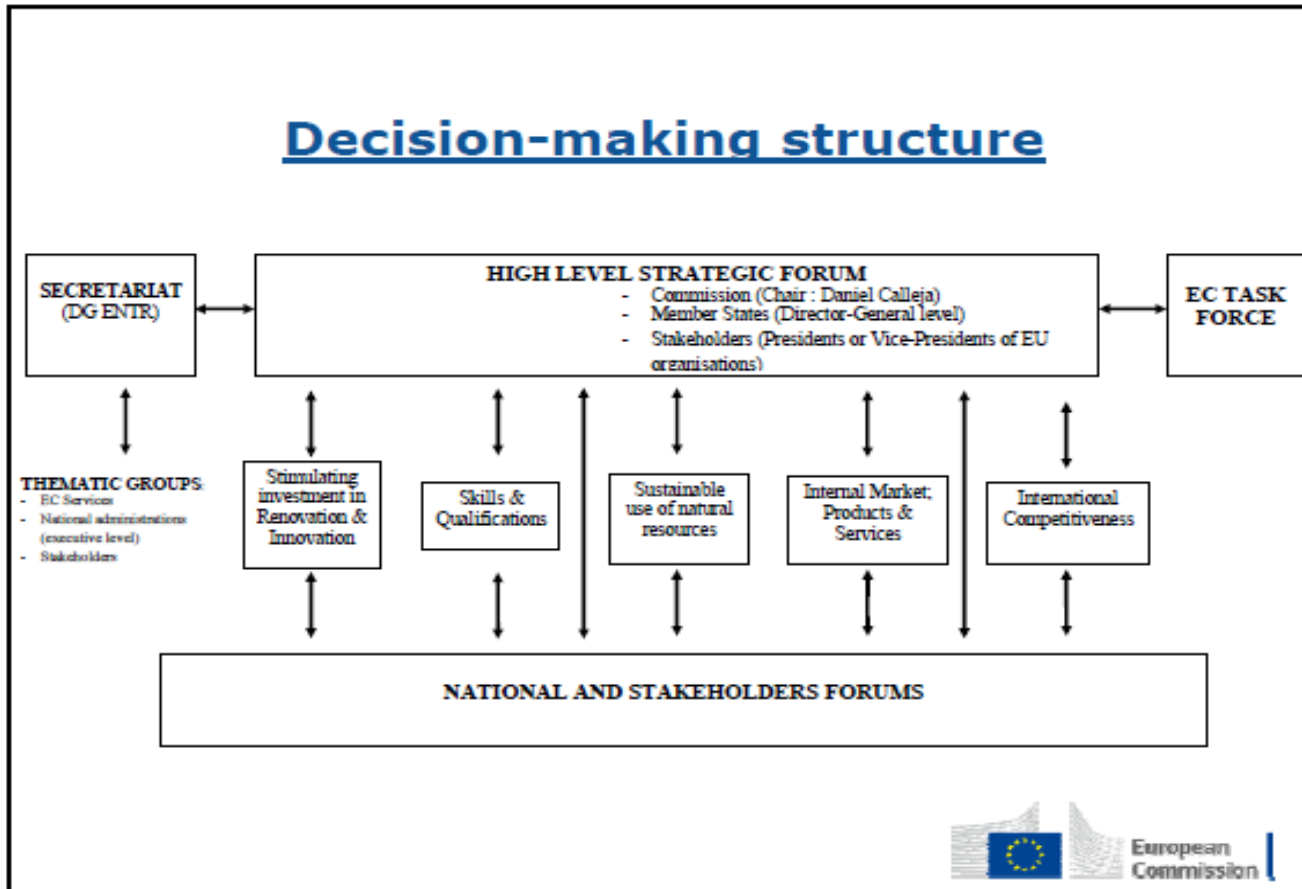 Decision-making structure
SECRETARIAT
(DG ENTR)
HIGH LEVEL STRATEGIC FORUM
- Commission (Chair : Daniel Calleja)
- Member States (Director-General level)
- Stakeholders (Presidents or Vice-Presidents of EU
organisations)
EC TASK
FORCE
THEMATIC GROUPS:
- EC Services
- National administrations
(executive level)
- Stakeholders
Stimulating
investment in
Renovation &
Innovation
Skills &
Qualifications
Sustainable
use of natural
resources
Internal Market;
Products &
Services
International
Competitiveness
NATIONAL AND STAKEHOLDERS FORUMS
European
Commission